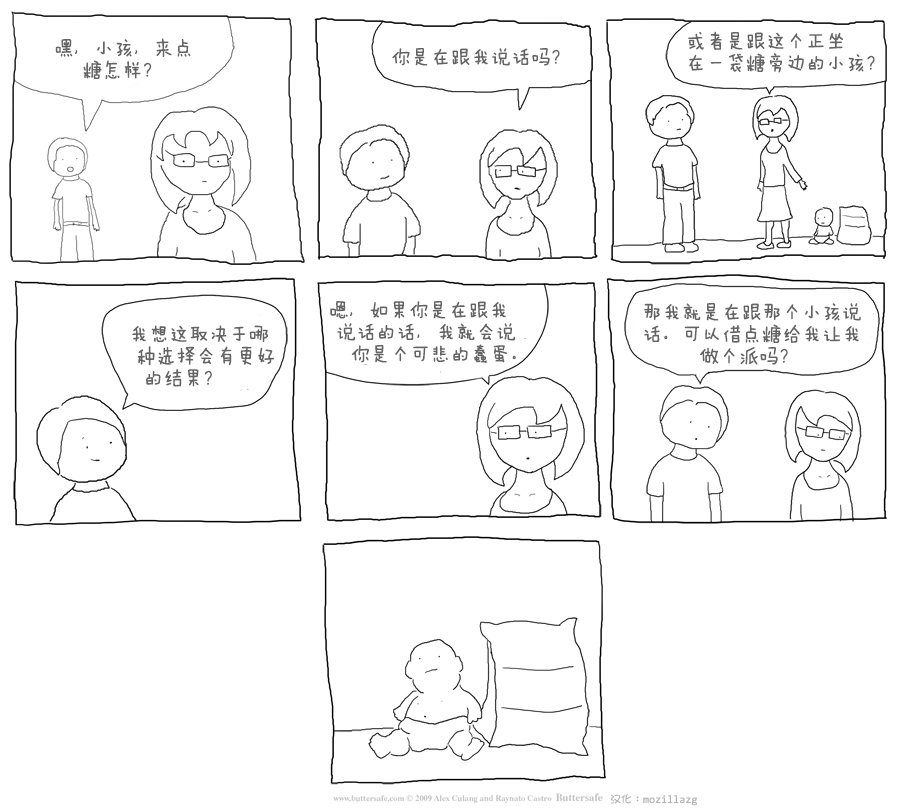 嘿，小孩，来点
糖怎样？
你是在跟我说话吗？
或者是跟这个正坐
在一袋糖旁边的小孩？
我想这取决于哪
种选择会有更好
的结果？
嗯，如果你是在跟我
说话的话，我就会说
你是个可悲的蠢蛋。
那我就是在跟那个小孩说
话。可以借点糖给我让我
做个派吗？
www.buttersafe.com © 2009 Alex Culang and Raynato Castro Buttersafe 汉化：mozillazg